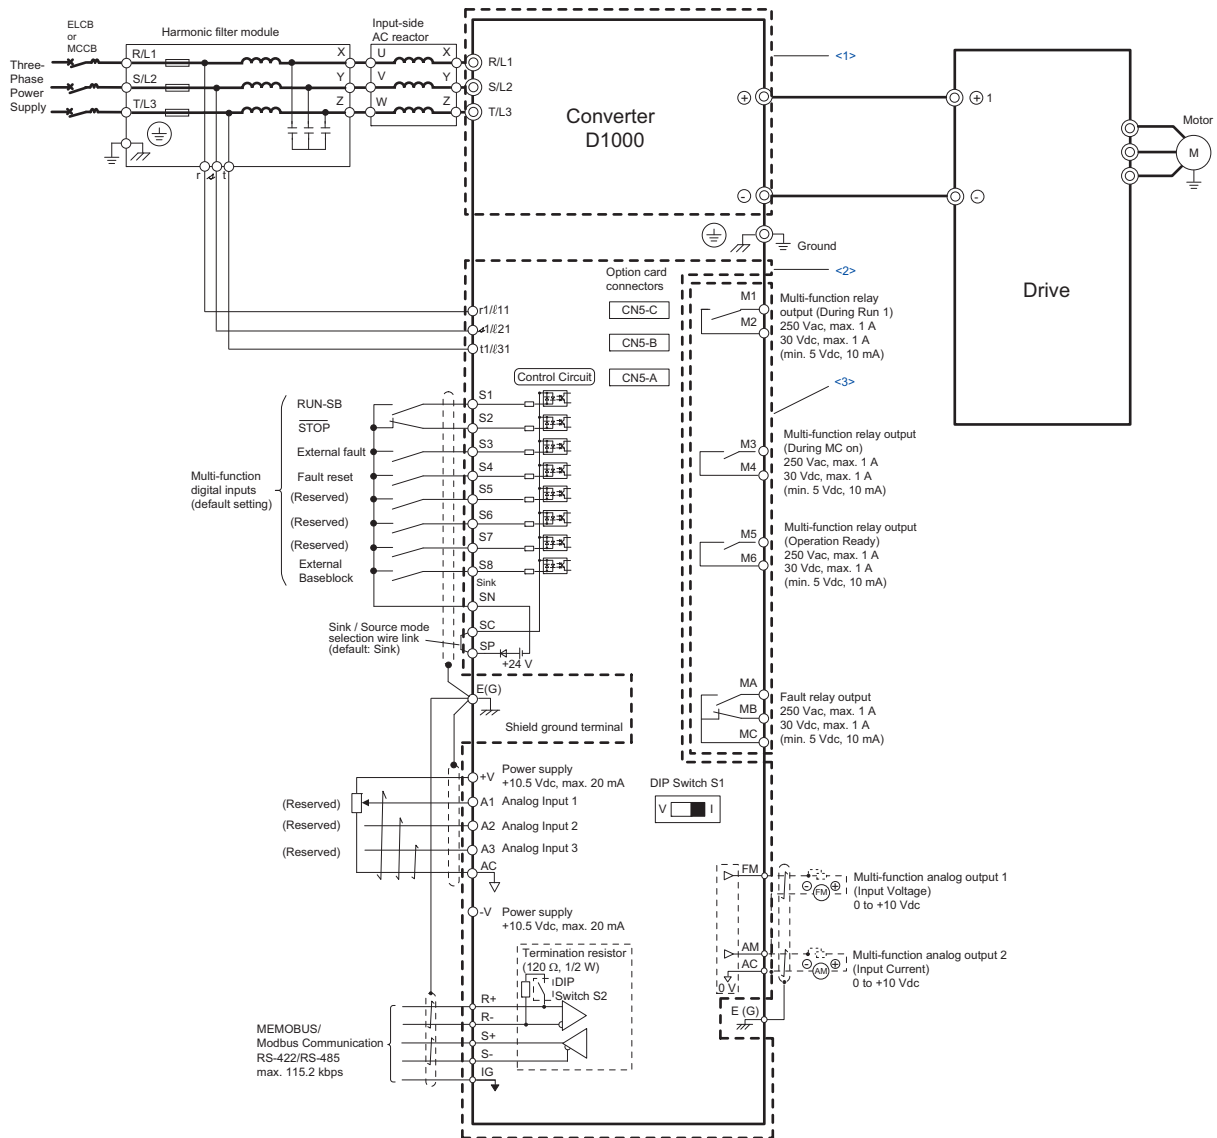 ELCB
or
MCCB
Harmonic filter module
Input-side
AC reactor
Three-
Phase
Power
Supply
R/L1
S/L2
T/L3
X
Y
Z
U
V
W
X
Y
Z
R/L1
S/L2
T/L3
r
t
Converter
D1000
+
-
<1>
+ 1
-
Drive
Motor
M
Ground
<2>
Option card
connectors
CN5-C
CN5-B
CN5-A
r1/ℓ11
1/ℓ21
t1/ℓ31
Control Circuit
M1
M2
Multi-function relay
output (During Run 1)
250 Vac, max. 1 A
30 Vdc, max. 1 A
(min. 5 Vdc, 10 mA)
<3>
M3
M4
Multi-function relay output
(During MC on)
250 Vac, max. 1 A
30 Vdc, max. 1 A
(min. 5 Vdc, 10 mA)
M5
M6
Multi-function relay output
(Operation Ready)
250 Vac, max. 1 A
30 Vdc, max. 1 A
(min. 5 Vdc, 10 mA)
MA
MB
MC
Fault relay output
250 Vac, max. 1 A
30 Vdc, max. 1 A
(min. 5 Vdc, 10 mA)
Multi-function
digital inputs
(default setting)
RUN-SB
STOP
External fault
Fault reset
(Reserved)
(Reserved)
(Reserved)
External
Baseblock
S1
S2
S3
S4
S5
S6
S7
S8
Sink
SN
SC
SP
+24 V
Sink / Source mode
selection wire link
(default: Sink)
E(G)
Shield ground terminal
+V
Power supply
+10.5 Vdc, max. 20 mA
(Reserved)
A1 Analog Input 1
(Reserved)
A2 Analog Input 2
(Reserved)
A3 Analog Input 3
AC
-V
Power supply
+10.5 Vdc, max. 20 mA
DIP Switch S1
V
I
Termination resistor
(120 Ω, 1/2 W)
DIP
Switch S2
MEMOBUS/
Modbus Communication
RS-422/RS-485
max. 115.2 kbps
R+
R-
S+
S-
IG
FM
- +
FM
Multi-function analog output 1
(Input Voltage)
0 to +10 Vdc
AM
AC
0 V
- +
AM
Multi-function analog output 2
(Input Current)
0 to +10 Vdc
E (G)